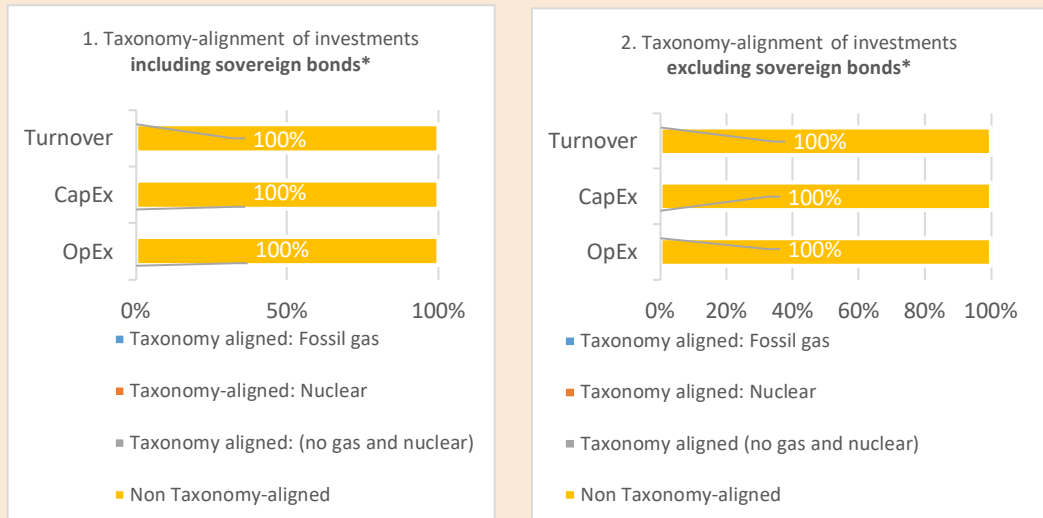 1. Taxonomy-alignment of investments
including sovereign bonds*
Turnover
100%
CapEx
100%
OpEx
100%
0% 50% 100%
Taxonomy aligned: Fossil gas
Taxonomy-aligned: Nuclear
Taxonomy aligned: (no gas and nuclear)
Non Taxonomy-aligned
2. Taxonomy-alignment of investments
excluding sovereign bonds*
Turnover
100%
CapEx
100%
OpEx
100%
0% 20% 40% 60% 80% 100%
Taxonomy aligned: Fossil gas
Taxonomy-aligned: Nuclear
Taxonomy aligned (no gas and nuclear)
Non Taxonomy-aligned